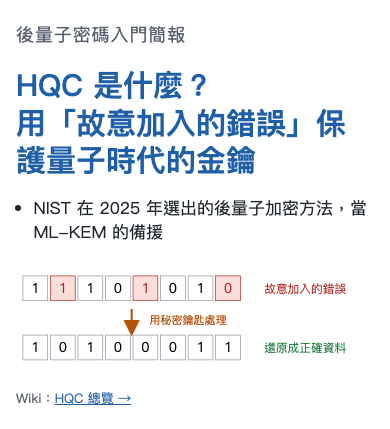 後量子密碼入門簡報
HQC 是什麼？
用「故意加入的錯誤」保
護量子時代的金鑰
• NIST 在 2025 年選出的後量子加密方法，當
ML-KEM 的備援
1 1 1 0 1 0 1 0 故意加入的錯誤
用秘密鑰匙處理
1 0 1 0 0 0 1 1 還原成正確資料
Wiki：HQC 總覽 →